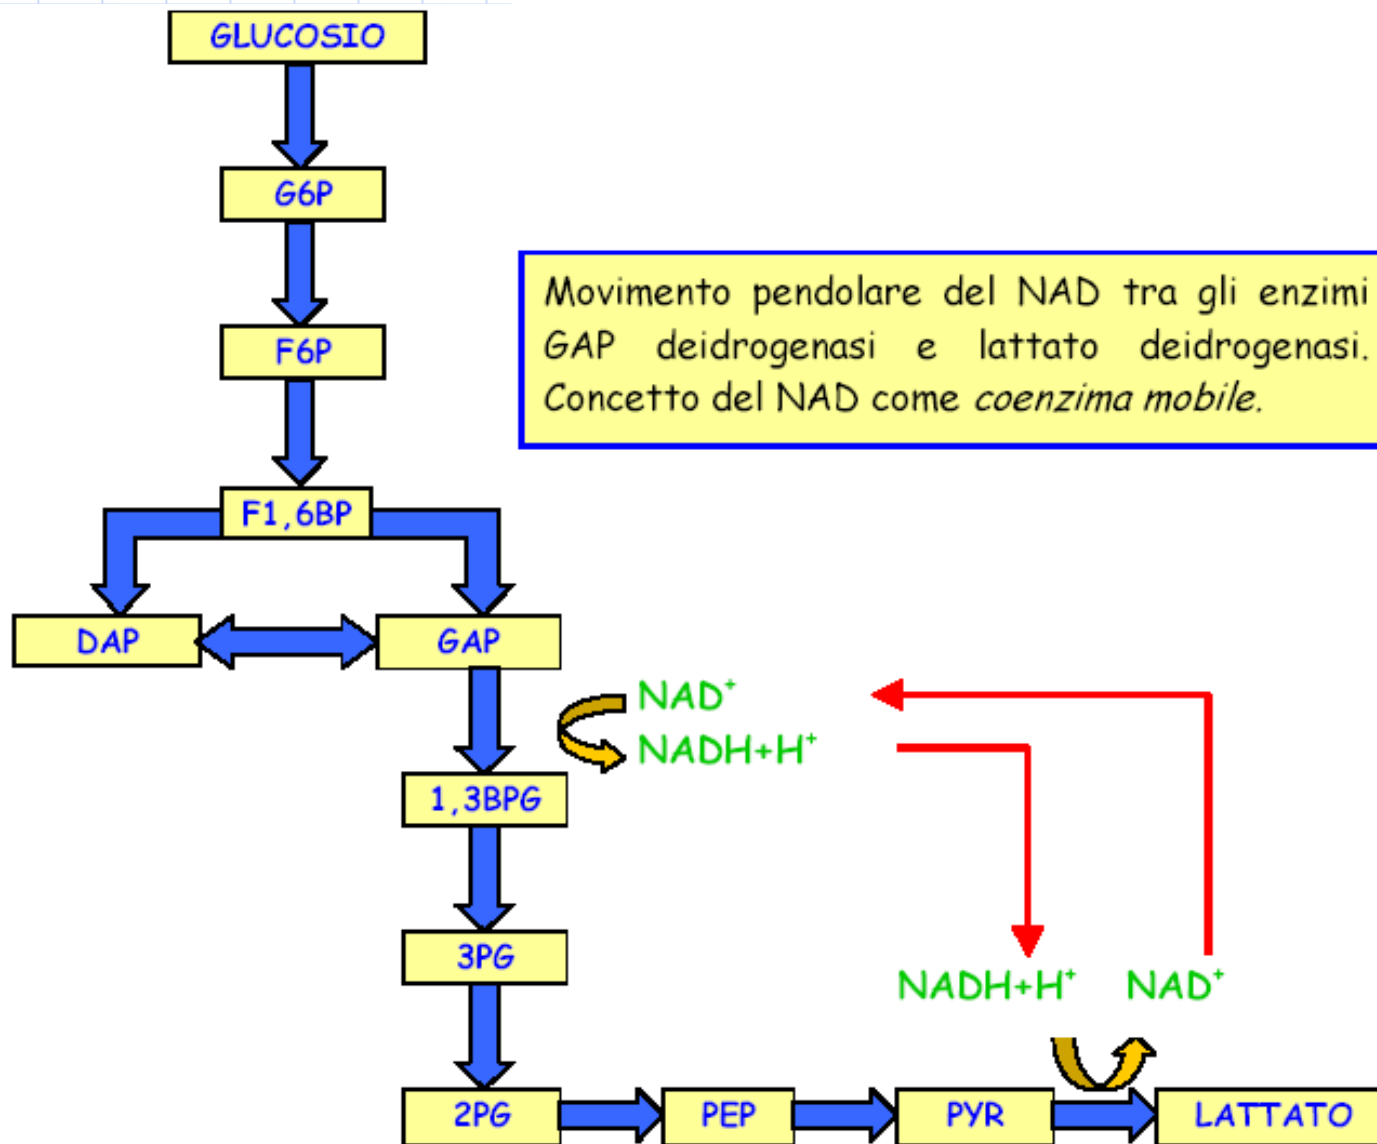 GLUCOSIO
G6P
F6P
Movimento pendolare del NAD tra gli enzimi
GAP deidrogenasi e lattato deidrogenasi.
Concetto del NAD come coenzima mobile.
F1,6BP
DAP
GAP
NAD⁺
NADH+H⁺
1,3BPG
3PG
NADH+H⁺ NAD⁺
2PG
PEP
PYR
LATTATO